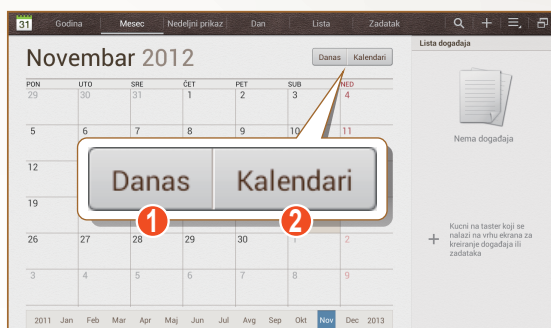 31 Godina Mesec Nedeljni prikaz Dan Lista Zadatak
Novembar 2012
Danas Kalendari
Lista događaja
PON UTO SRE ČET PET SUB NED
29 30 31 1 2 3 4
5 6 7 8 9 10 11
12
19
Danas Kalendari
1 2
26 27 28 29 30 1 2
3 4 5 6 7 8 9
Nema događaja
Kucni na taster koji se
nalazi na vrhu ekrana za
kreiranje događaja ili
zadataka
2011 Jan Feb Mar Apr Maj Jun Jul Avg Sep Okt Nov Dec 2013